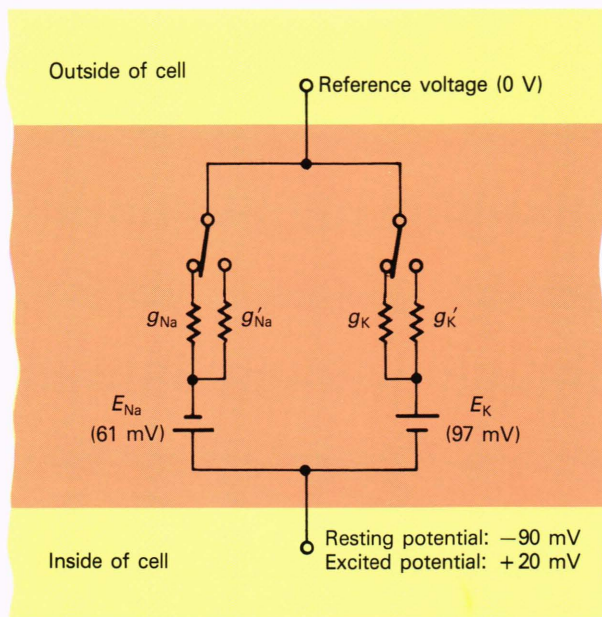 Outside of cell
Reference voltage (0 V)
gNa
g′Na
gK
g′K
ENa
(61 mV)
EK
(97 mV)
Resting potential: −90 mV
Excited potential: +20 mV
Inside of cell